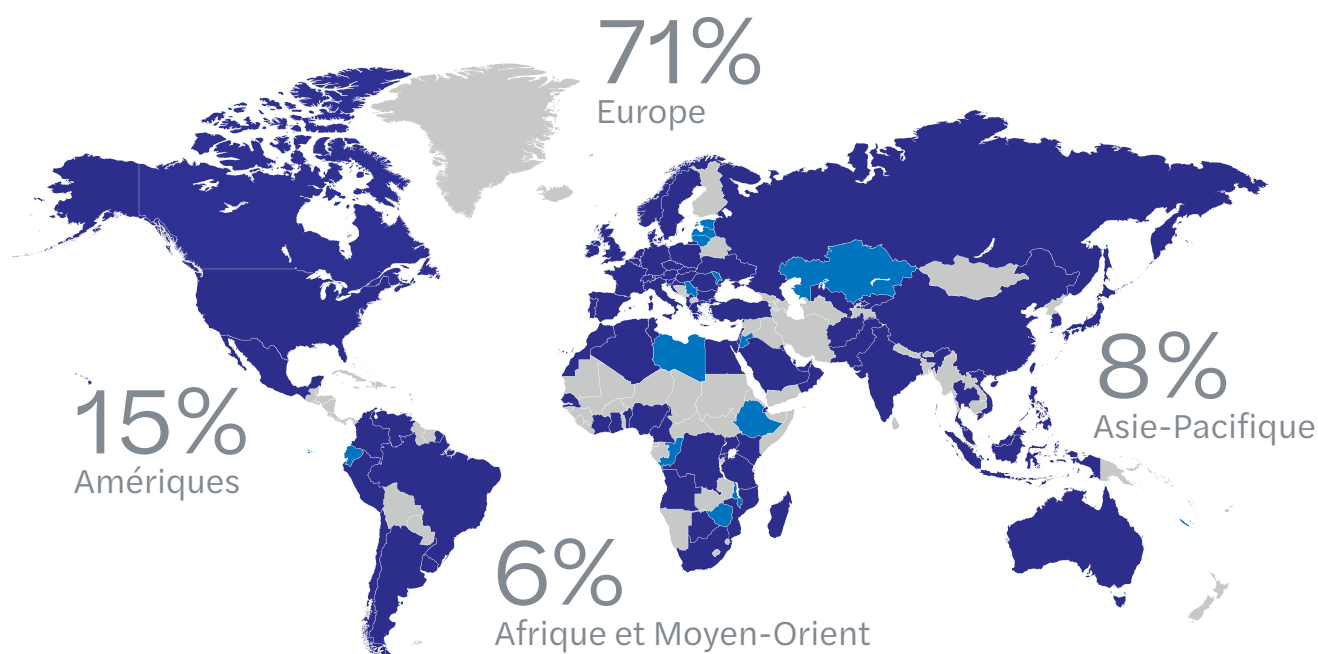 71%
Europe
8%
Asie-Pacifique
15%
Amériques
6%
Afrique et Moyen-Orient